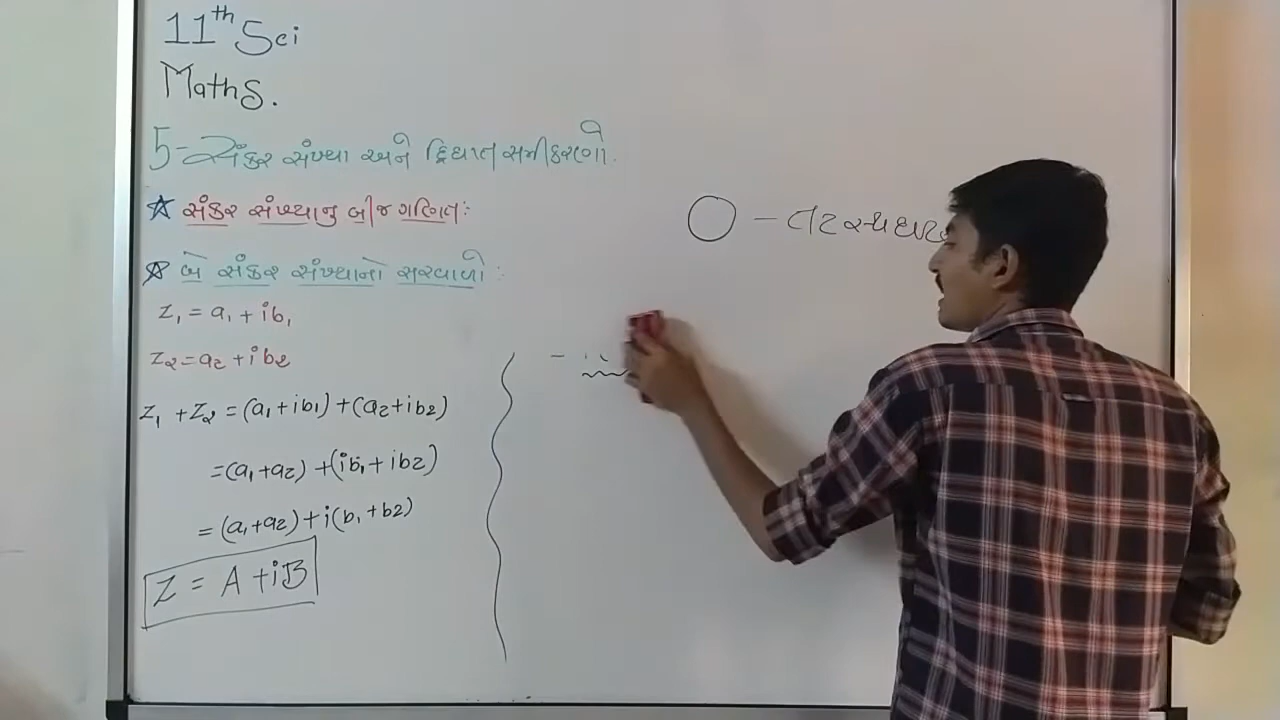 11th Sci
Maths.
5-સંકર સંખ્યા અને દ્વિઘાત સમીકરણો.
☆ સંકર સંખ્યાનુ બીજ ગણિત:
☆ બે સંકર સંખ્યાનો સરવાળો :
z₁ = a₁ + ib₁
z₂ = a₂ + ib₂
z₁ + z₂ = (a₁+ib₁) + (a₂+ib₂)
= (a₁+a₂) + (ib₁ + ib₂)
= (a₁+a₂) + i(b₁+b₂)
Z = A + iB
O -